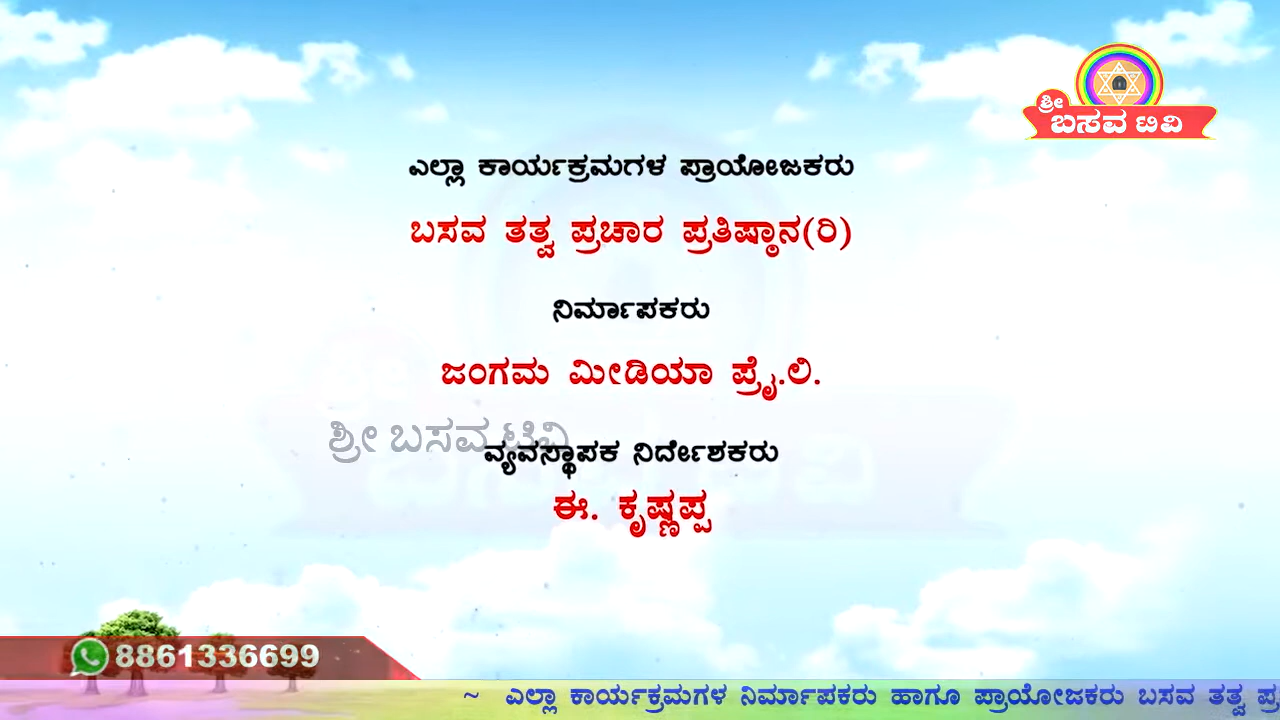 ಶ್ರೀ
ಬಸವ ಟಿವಿ
ಎಲ್ಲಾ ಕಾರ್ಯಕ್ರಮಗಳ ಪ್ರಾಯೋಜಕರು
ಬಸವ ತತ್ವ ಪ್ರಚಾರ ಪ್ರತಿಷ್ಠಾನ(ರಿ)
ನಿರ್ಮಾಪಕರು
ಜಂಗಮ ಮೀಡಿಯಾ ಪ್ರೈ.ಲಿ.
ಶ್ರೀ ಬಸವ ಟಿವಿ
ವ್ಯವಸ್ಥಾಪಕ ನಿರ್ದೇಶಕರು
ಈ. ಕೃಷ್ಣಪ್ಪ
8861336699
~ ಎಲ್ಲಾ ಕಾರ್ಯಕ್ರಮಗಳ ನಿರ್ಮಾಪಕರು ಹಾಗೂ ಪ್ರಾಯೋಜಕರು ಬಸವ ತತ್ವ ಪ್ರ